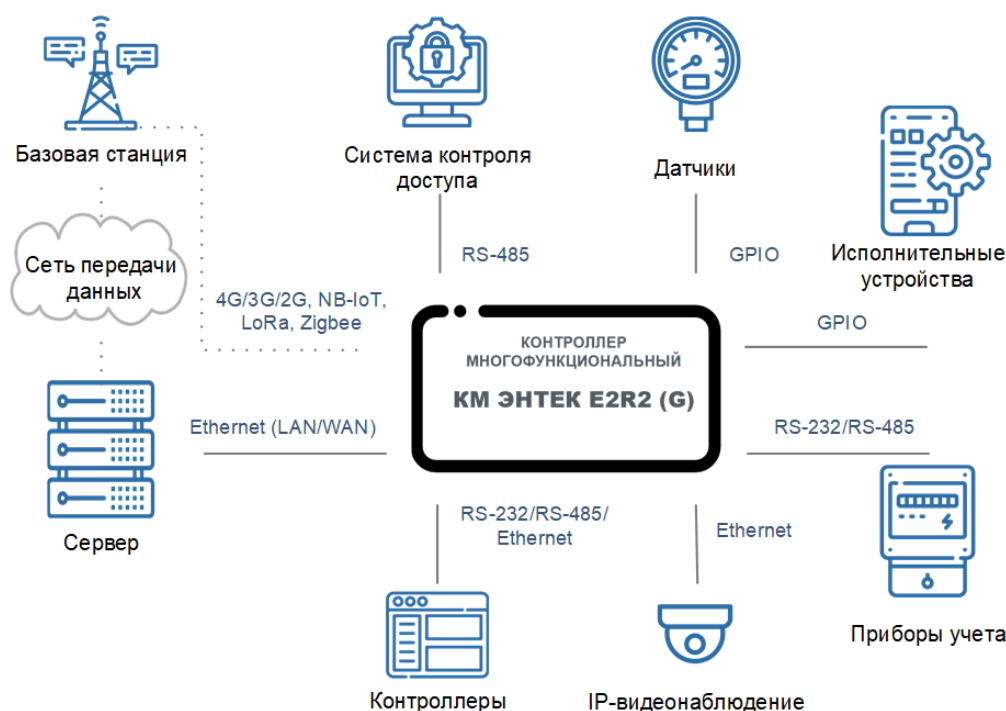 Базовая станция
Система контроля
доступа
Датчики
Исполнительные
устройства
Сеть передачи
данных
RS-485
GPIO
4G/3G/2G, NB-IoT,
LoRa, Zigbee
GPIO
КОНТРОЛЛЕР
МНОГОФУНКЦИОНАЛЬНЫЙ
КМ ЭНТЕК E2R2 (G)
Ethernet (LAN/WAN)
RS-232/RS-485
Сервер
RS-232/RS-485/
Ethernet
Ethernet
Приборы учета
Контроллеры
IP-видеонаблюдение